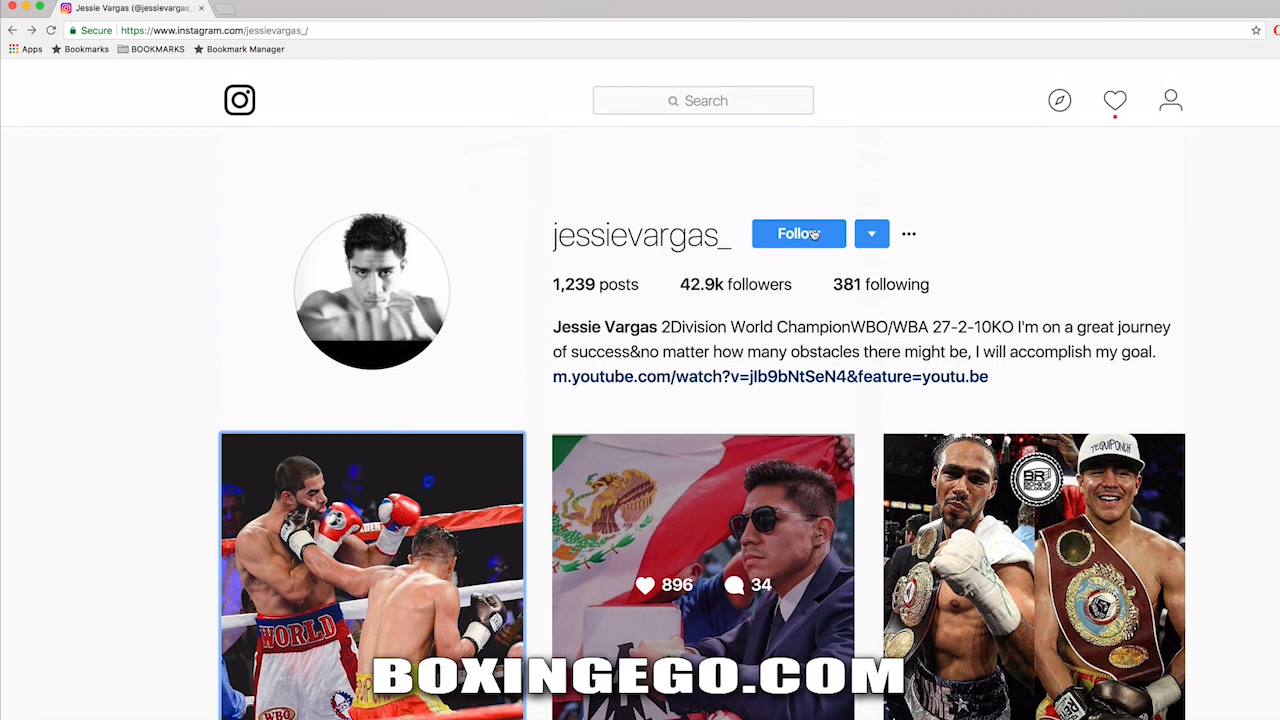 Jessie Vargas (@jessievargas_
Secure https://www.instagram.com/jessievargas_/
Apps Bookmarks BOOKMARKS Bookmark Manager
Search
jessievargas_ Follow
1,239 posts 42.9k followers 381 following
Jessie Vargas 2Division World ChampionWBO/WBA 27-2-10KO I'm on a great journey
of success&no matter how many obstacles there might be, I will accomplish my goal.
m.youtube.com/watch?v=jIb9bNtSeN4&feature=youtu.be
TEQUIPONCH
896 34
WORLD
WBO
BOXINGEGO.COM